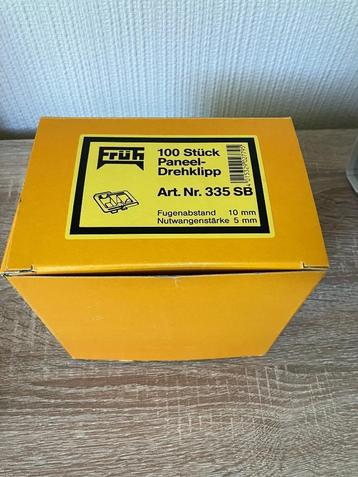 Früh
100 Stück
Paneel-
Drehklipp
Art. Nr. 335 SB
Fugenabstand 10 mm
Nutwangenstärke 5 mm